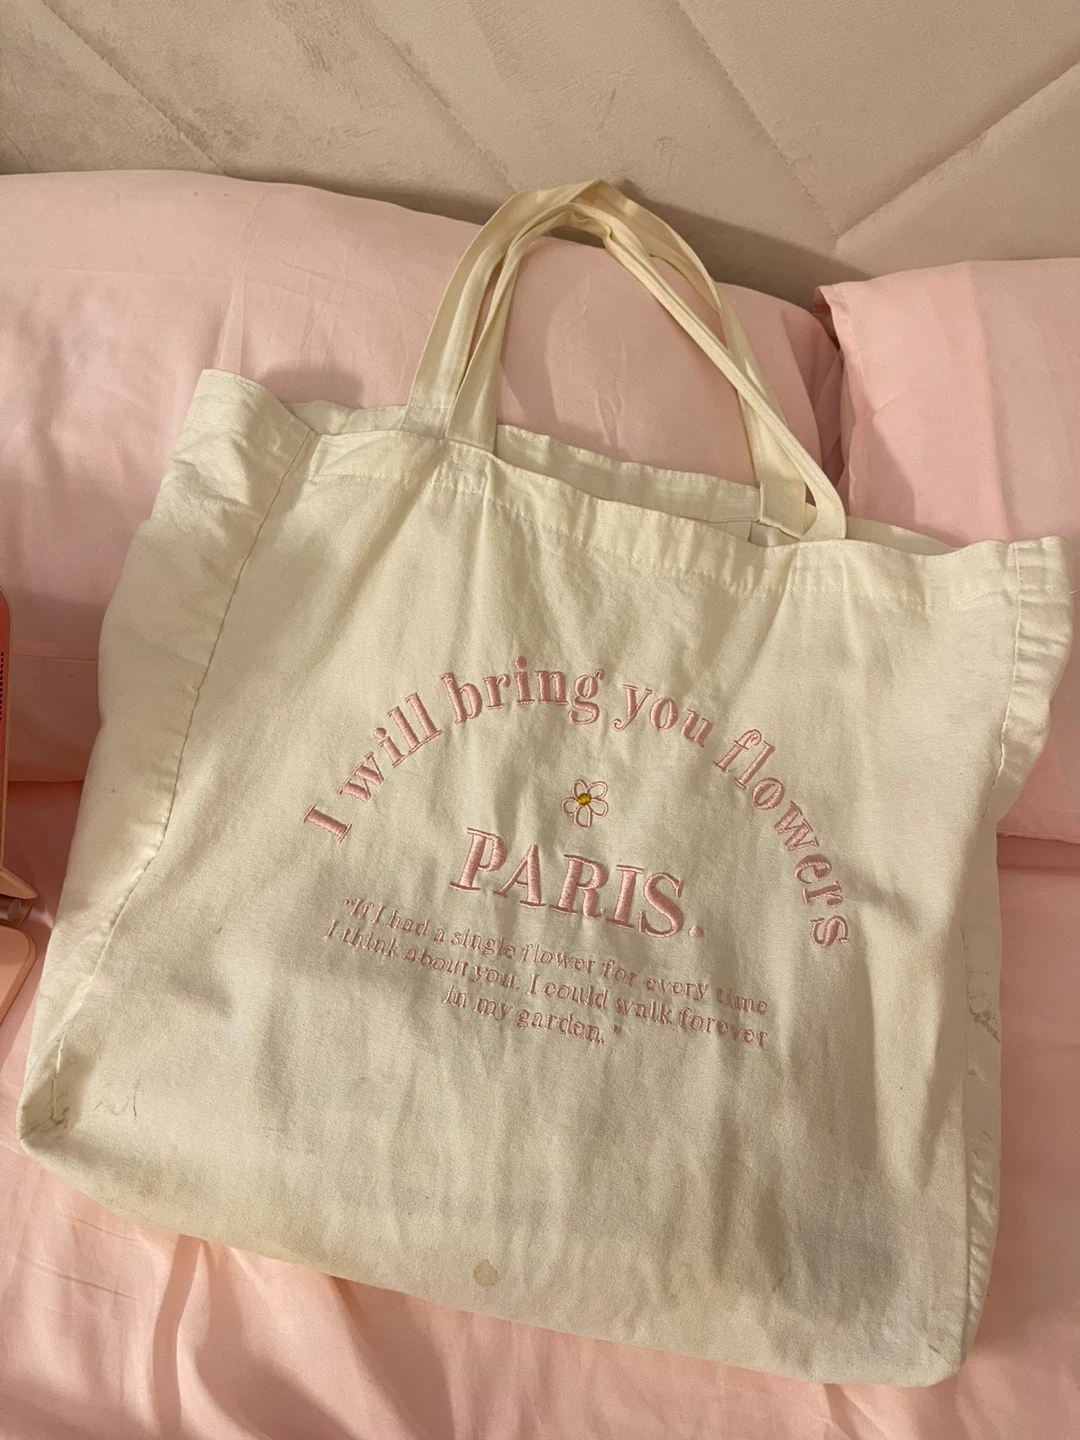 I will bring you flowers
PARIS.
"If I had a single flower for every time
I think about you, I could walk forever
in my garden."